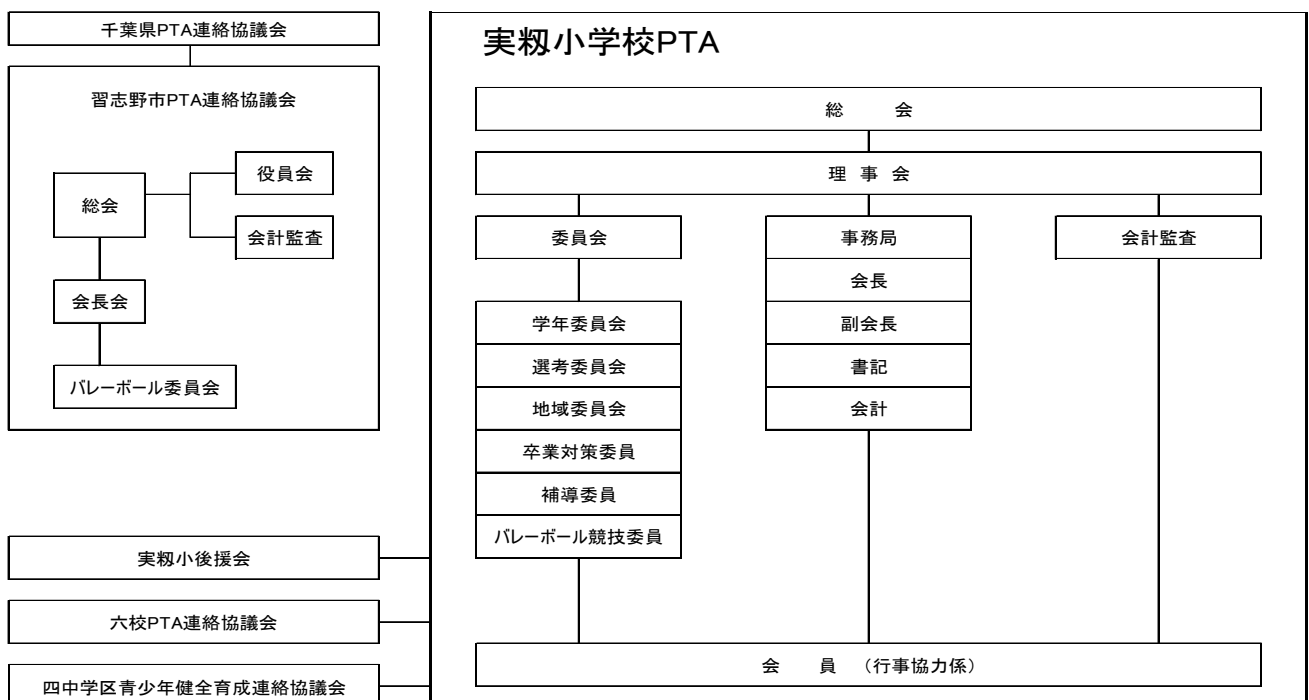 千葉県PTA連絡協議会
習志野市PTA連絡協議会
総会
役員会
会計監査
会長会
バレーボール委員会
実籾小後援会
六校PTA連絡協議会
四中学区青少年健全育成連絡協議会
実籾小学校PTA
総　会
理 事 会
委員会
学年委員会
選考委員会
地域委員会
卒業対策委員
補導委員
バレーボール競技委員
事務局
会長
副会長
書記
会計
会計監査
会　員　（行事協力係）